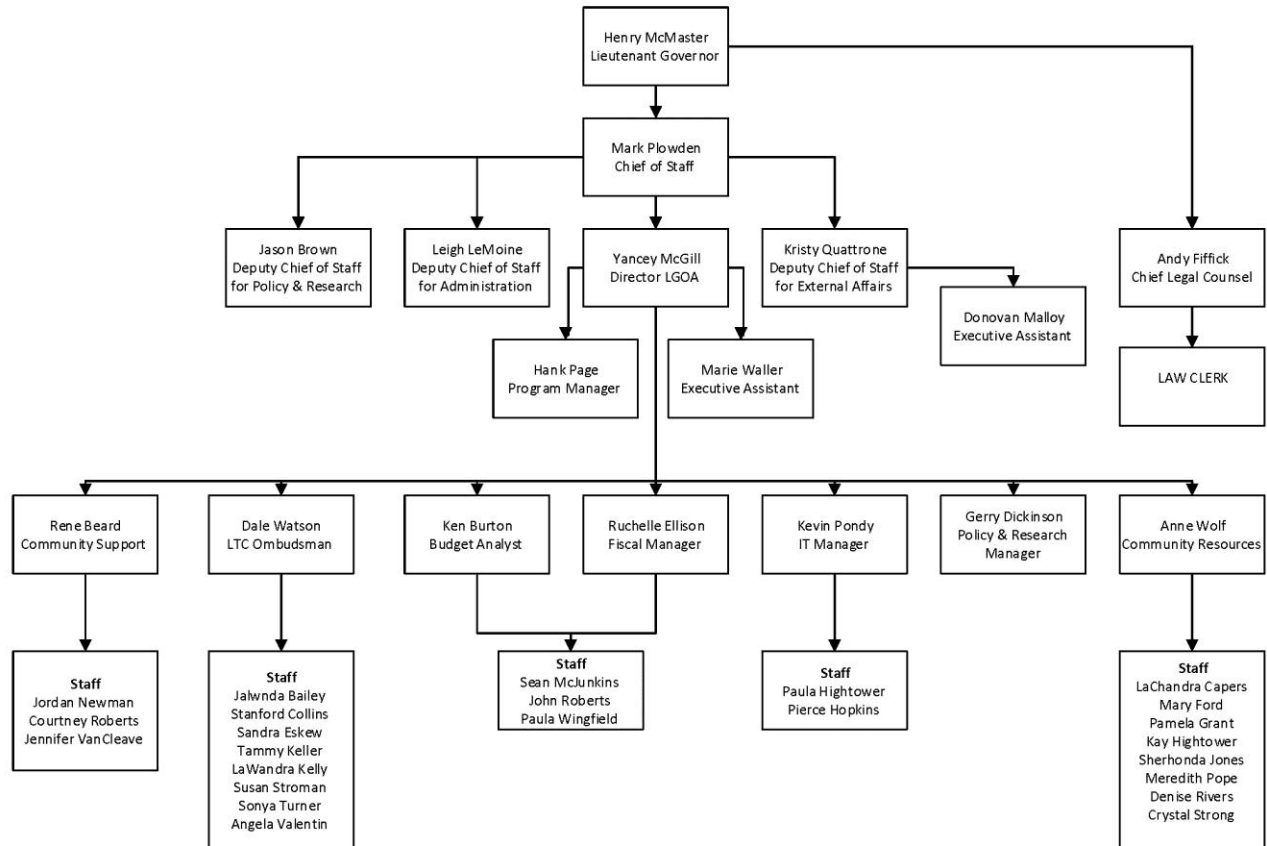 Henry McMaster
Lieutenant Governor
Mark Plowden
Chief of Staff
Jason Brown
Deputy Chief of Staff
for Policy & Research
Leigh LeMoine
Deputy Chief of Staff
for Administration
Yancey McGill
Director LGOA
Kristy Quattrone
Deputy Chief of Staff
for External Affairs
Andy Fiffick
Chief Legal Counsel
Donovan Malloy
Executive Assistant
Hank Page
Program Manager
Marie Waller
Executive Assistant
LAW CLERK
Rene Beard
Community Support
Dale Watson
LTC Ombudsman
Ken Burton
Budget Analyst
Ruchelle Ellison
Fiscal Manager
Kevin Pondy
IT Manager
Gerry Dickinson
Policy & Research
Manager
Anne Wolf
Community Resources
Staff
Jordan Newman
Courtney Roberts
Jennifer VanCleave
Staff
Jalwnda Bailey
Stanford Collins
Sandra Eskew
Tammy Keller
LaWandra Kelly
Susan Stroman
Sonya Turner
Angela Valentin
Staff
Sean McJunkins
John Roberts
Paula Wingfield
Staff
Paula Hightower
Pierce Hopkins
Staff
LaChandra Capers
Mary Ford
Pamela Grant
Kay Hightower
Sherhonda Jones
Meredith Pope
Denise Rivers
Crystal Strong